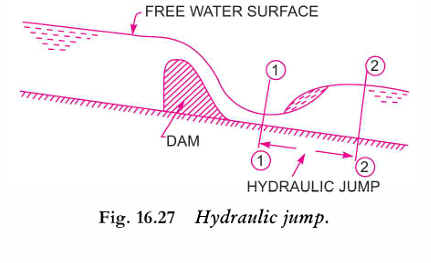 FREE WATER SURFACE
1
2
DAM
1
2
HYDRAULIC JUMP
Fig. 16.27 Hydraulic jump.